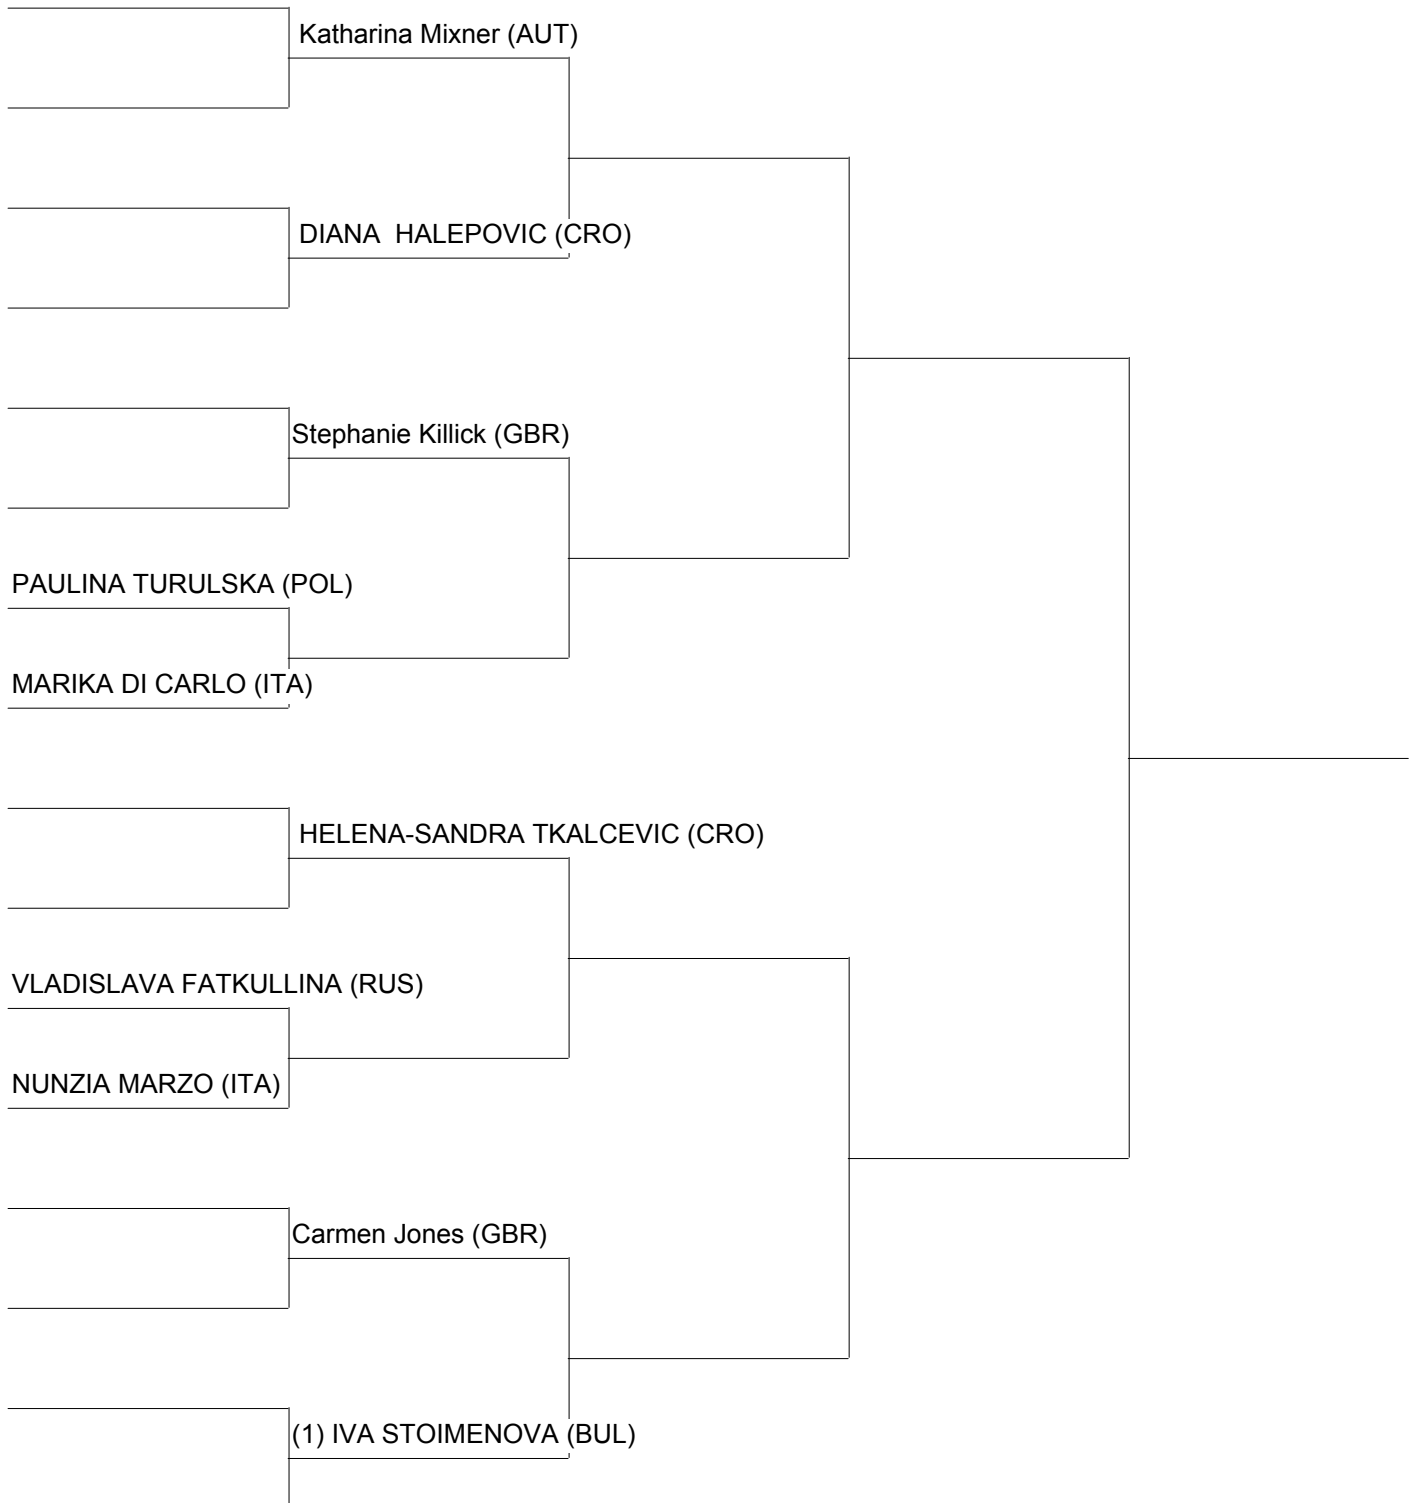 Katharina Mixner (AUT)
DIANA  HALEPOVIC (CRO)
Stephanie Killick (GBR)
PAULINA TURULSKA (POL)
MARIKA DI CARLO (ITA)
HELENA-SANDRA TKALCEVIC (CRO)
VLADISLAVA FATKULLINA (RUS)
NUNZIA MARZO (ITA)
Carmen Jones (GBR)
(1) IVA STOIMENOVA (BUL)